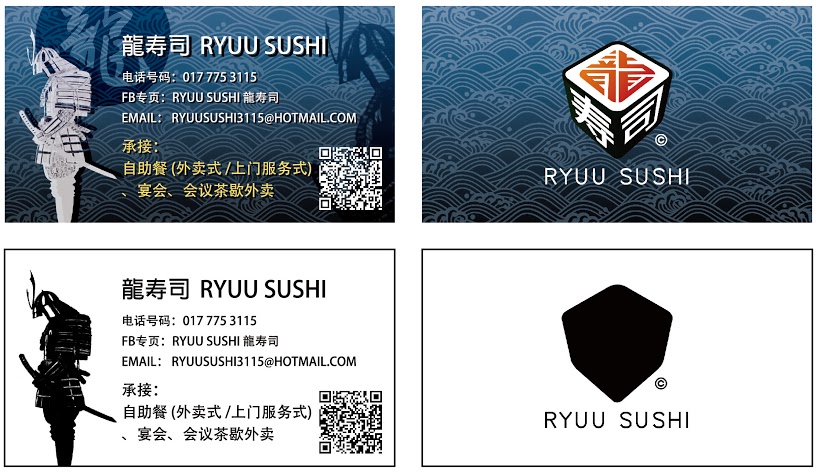 龍寿司 RYUU SUSHI
电话号码：017 775 3115
FB专页：RYUU SUSHI 龍寿司
EMAIL： RYUUSUSHI3115@HOTMAIL.COM
承接：
自助餐 (外卖式 /上门服务式)
、宴会、会议茶歇外卖
龍
龍
寿司
©
RYUU SUSHI
龍寿司 RYUU SUSHI
电话号码：017 775 3115
FB专页：RYUU SUSHI 龍寿司
EMAIL： RYUUSUSHI3115@HOTMAIL.COM
承接：
自助餐 (外卖式 /上门服务式)
、宴会、会议茶歇外卖
©
RYUU SUSHI